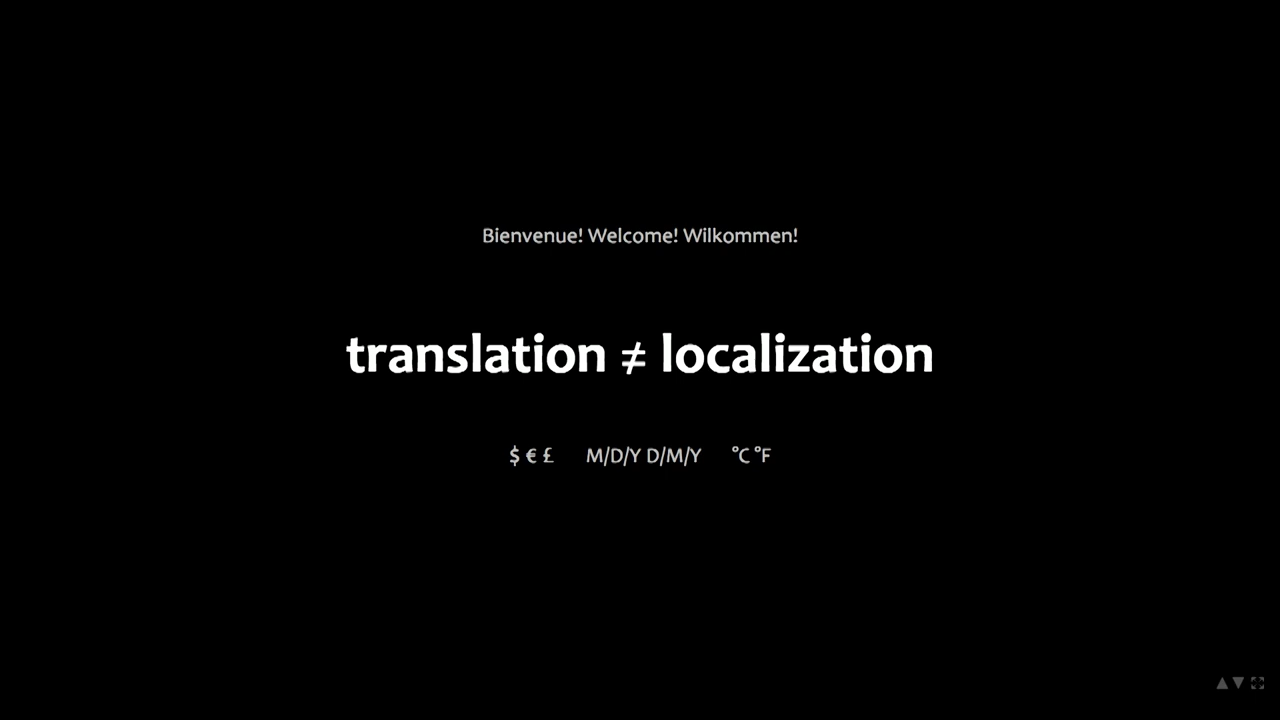 Bienvenue! Welcome! Wilkommen!
translation ≠ localization
$ € £ M/D/Y D/M/Y °C °F